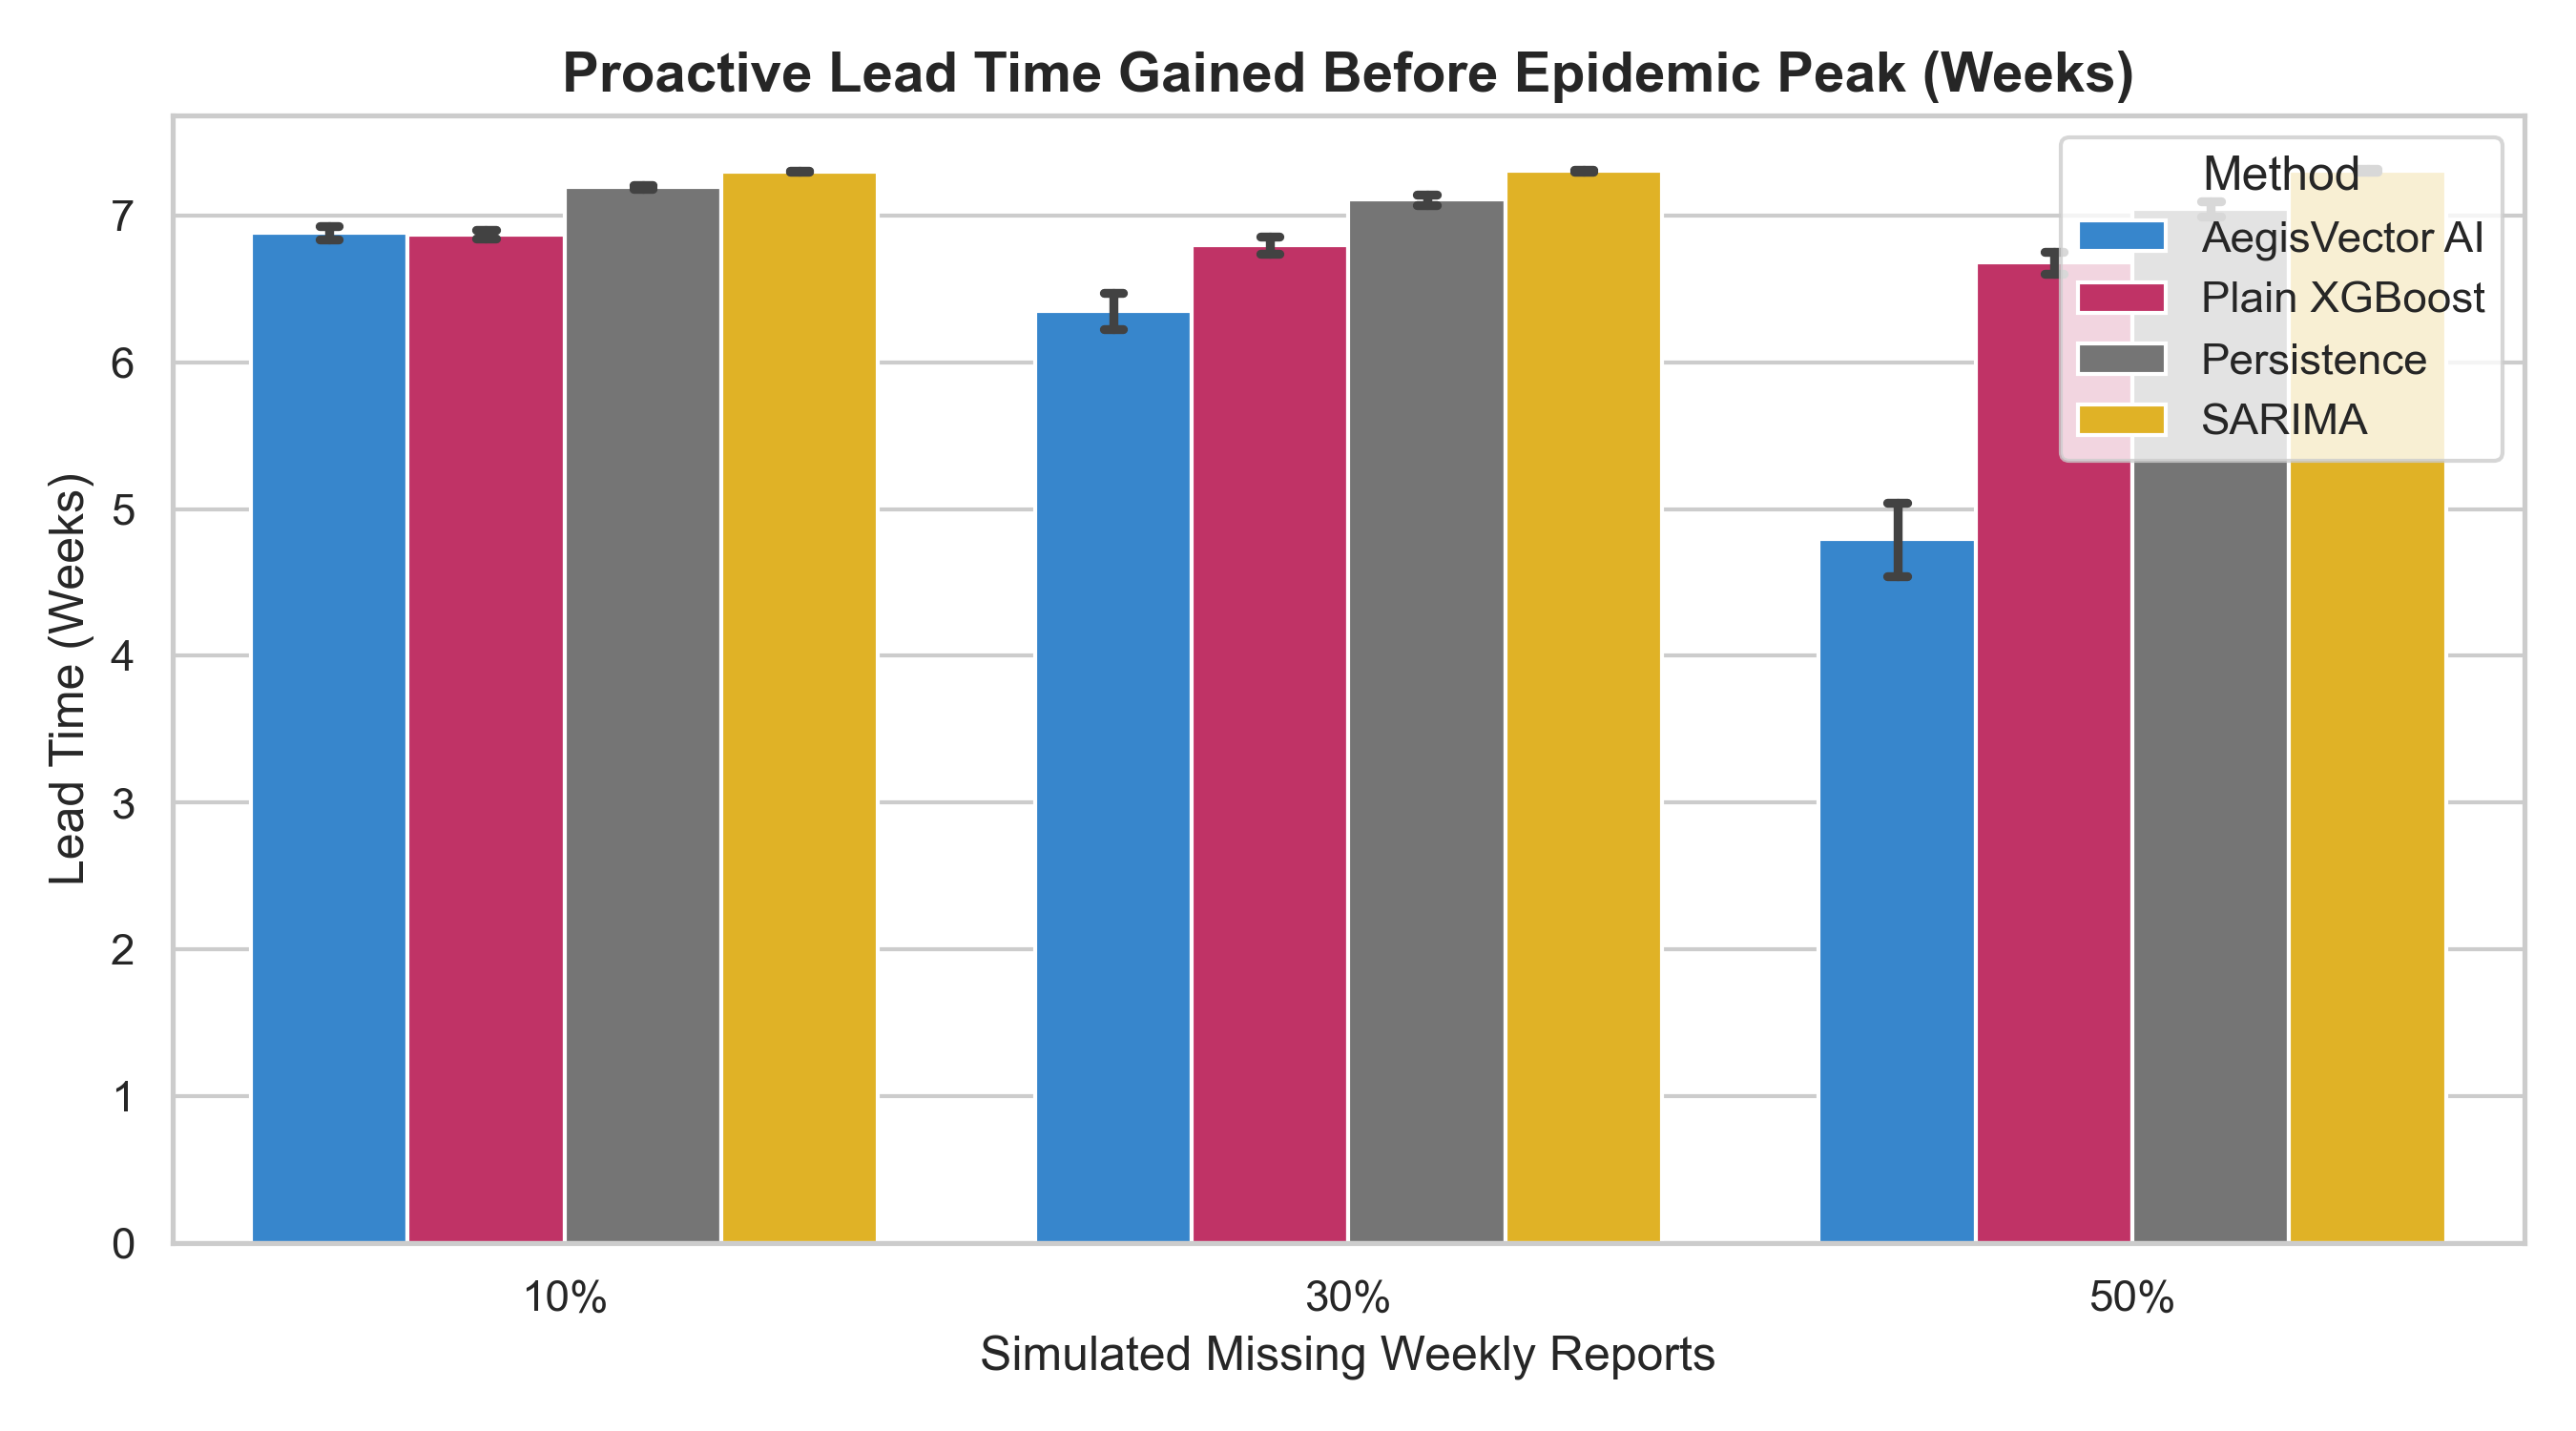 Proactive Lead Time Gained Before Epidemic Peak (Weeks)
Lead Time (Weeks)
7
6
5
4
3
2
1
0
Method
AegisVector AI
Plain XGBoost
Persistence
SARIMA
10%
30%
50%
Simulated Missing Weekly Reports